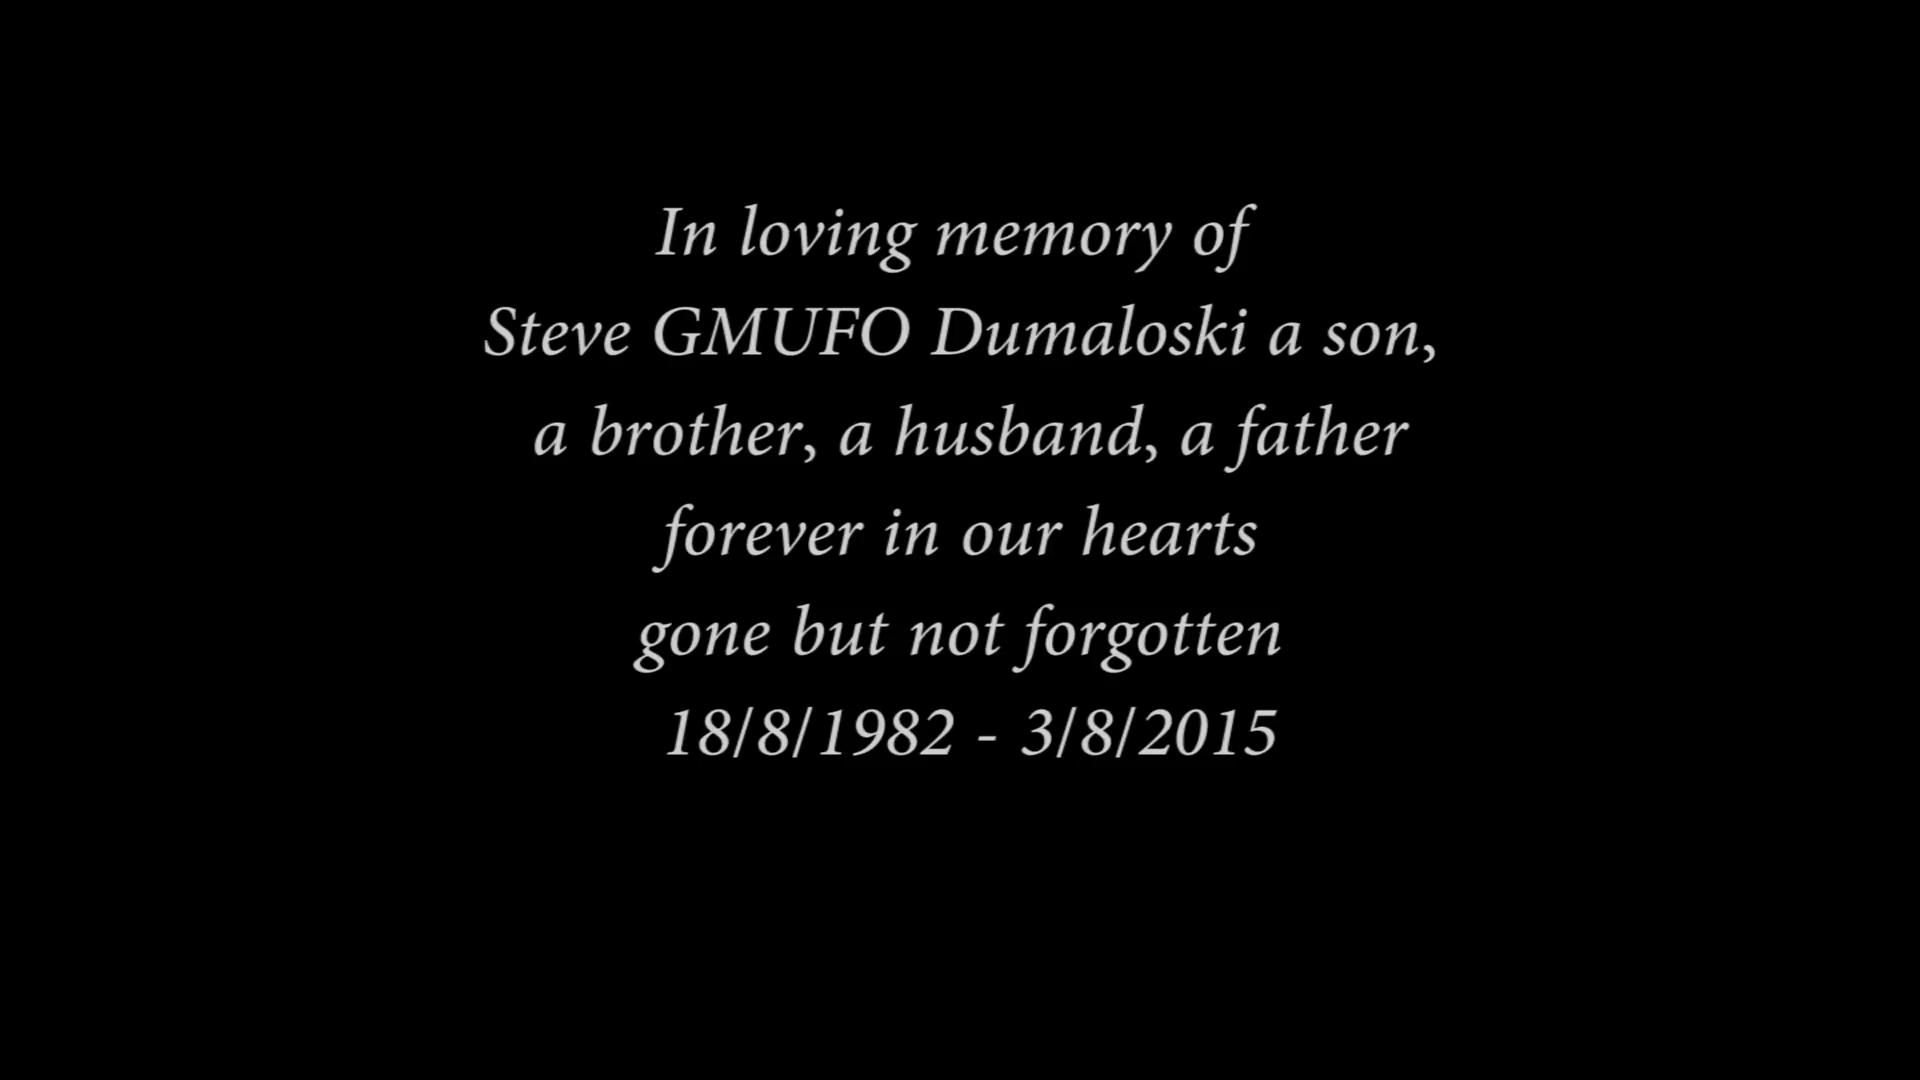 In loving memory of
Steve GMUFO Dumaloski a son,
a brother, a husband, a father
forever in our hearts
gone but not forgotten
18/8/1982 - 3/8/2015